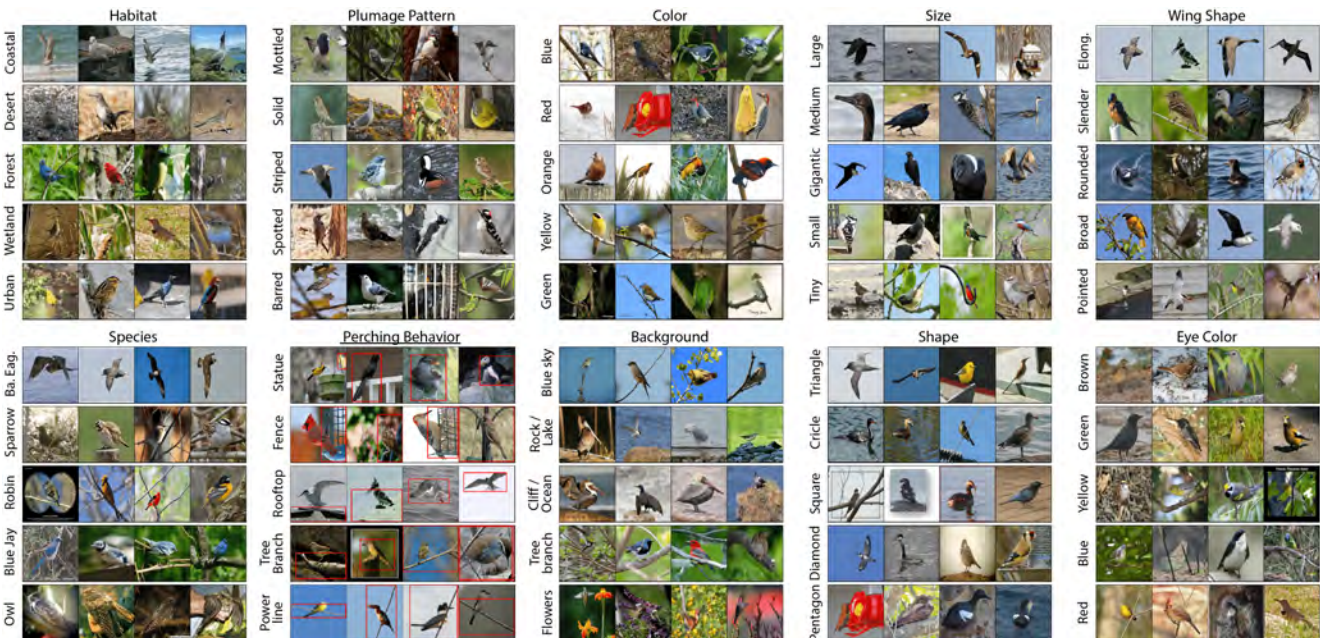 Habitat
Coastal
Desert
Forest
Wetland
Urban
Plumage Pattern
Mottled
Solid
Striped
Spotted
Barred
Color
Blue
Red
Orange
Yellow
Green
Size
Large
Medium
Gigantic
Small
Tiny
Wing Shape
Elong.
Slender
Rounded
Broad
Pointed
Species
Ba. Eag.
Sparrow
Robin
Blue Jay
Owl
Perching Behavior
Statue
Fence
Rooftop
Tree
Branch
Power
line
Background
Blue sky
Rock /
Lake
Cliff /
Ocean
Tree
branch
Flowers
Shape
Triangle
Cricle
Square
Diamond
Pentagon
Eye Color
Brown
Green
Yellow
Blue
Red